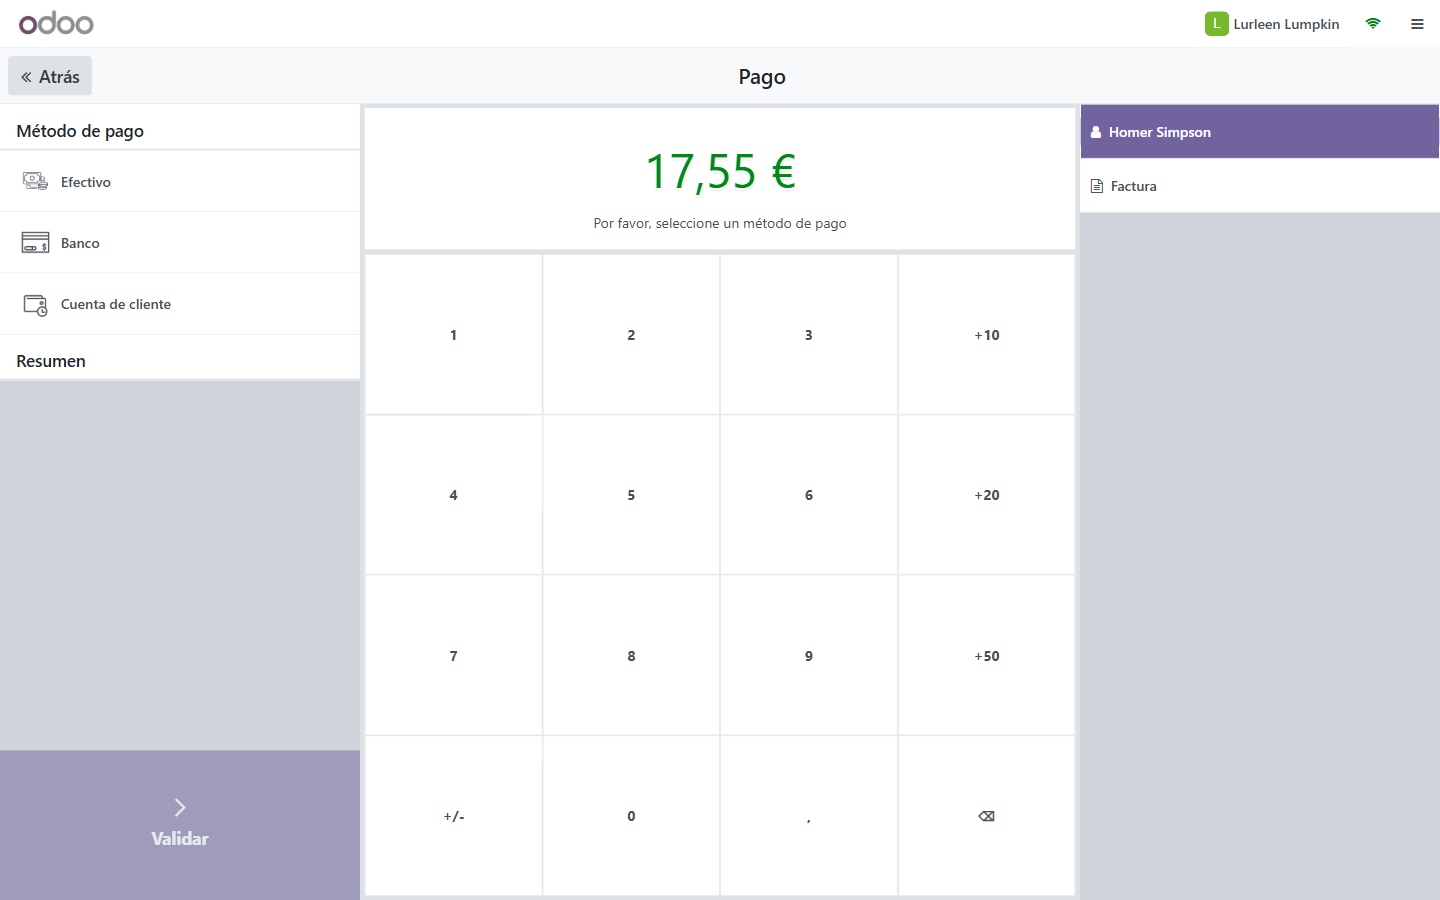 odoo
L Lurleen Lumpkin
« Atrás
Pago
Método de pago
Efectivo
Banco
Cuenta de cliente
Resumen
Validar
17,55 €
Por favor, seleccione un método de pago
1 2 3 +10
4 5 6 +20
7 8 9 +50
+/- 0 , ⌫
Homer Simpson
Factura